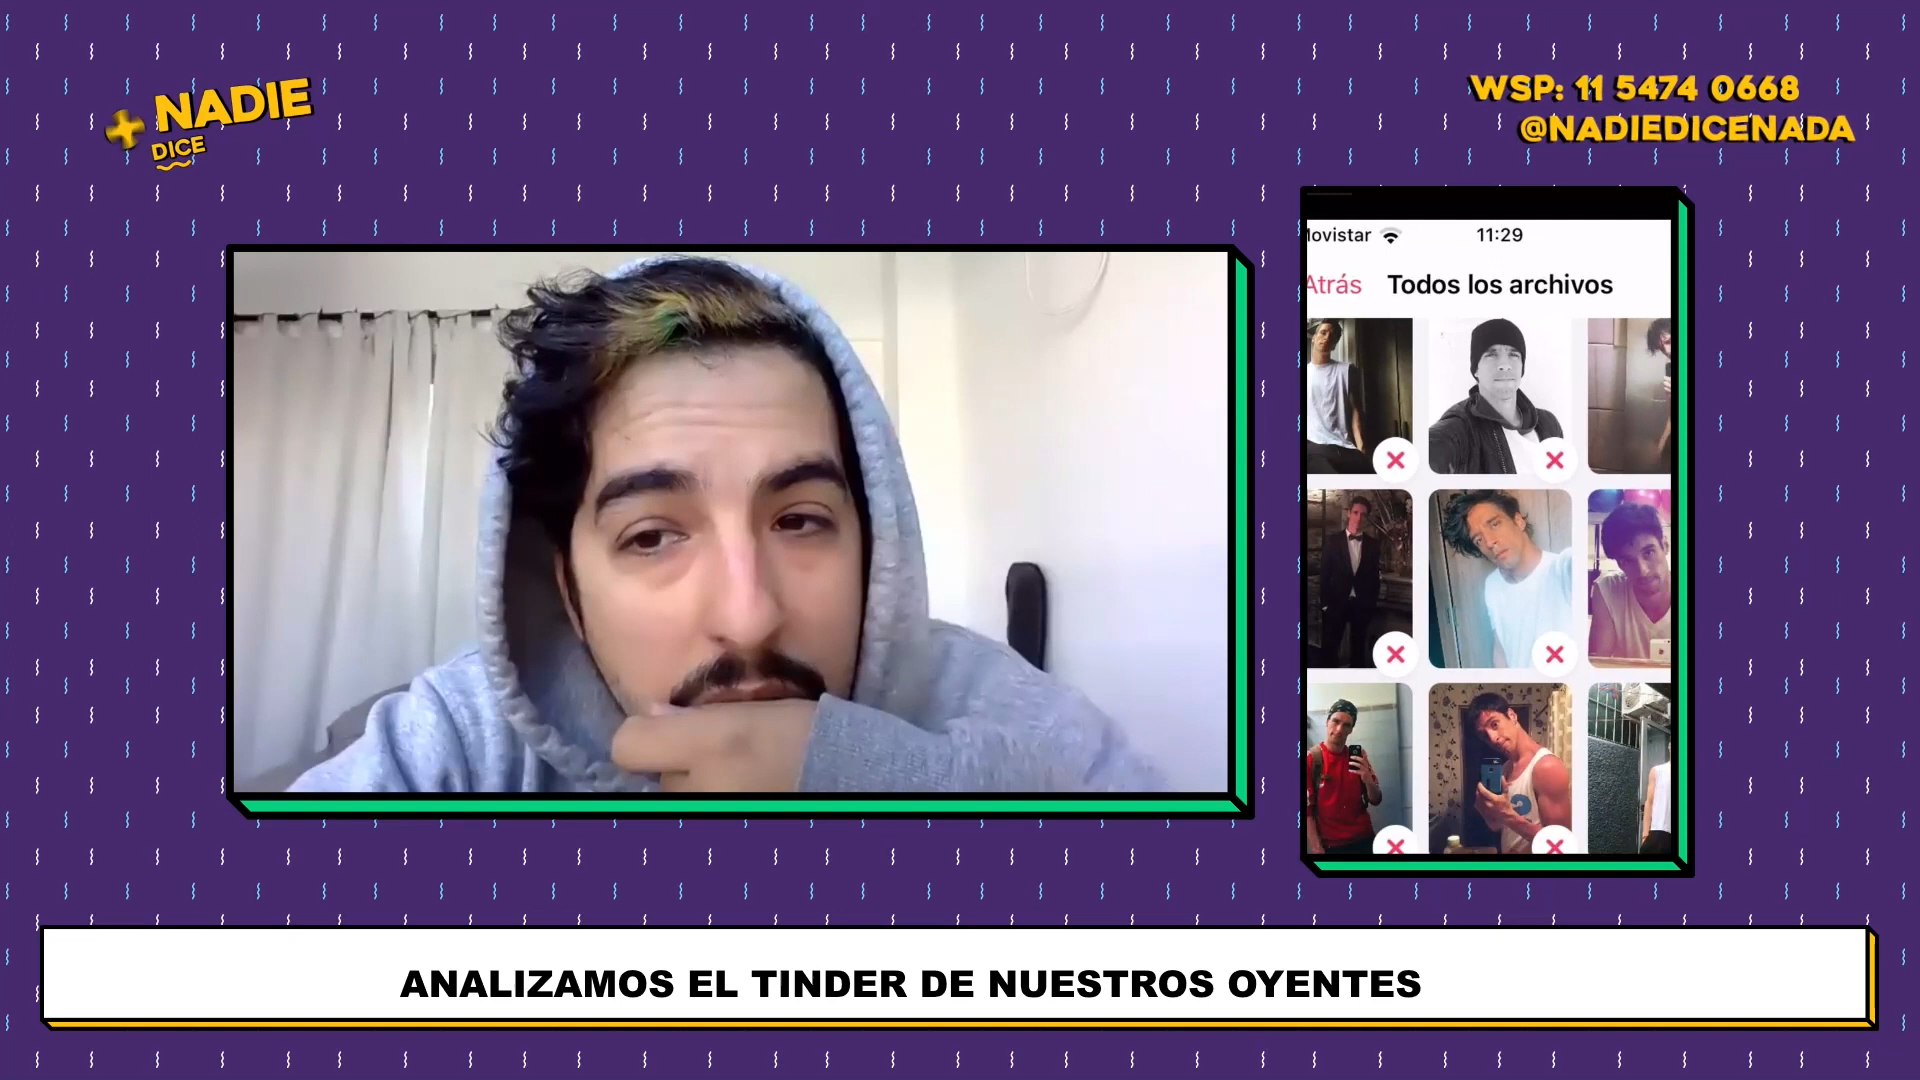 NADIE
DICE
WSP: 11 5474 0668
@NADIEDICENADA
11:29
Atrás
Todos los archivos
ANALIZAMOS EL TINDER DE NUESTROS OYENTES